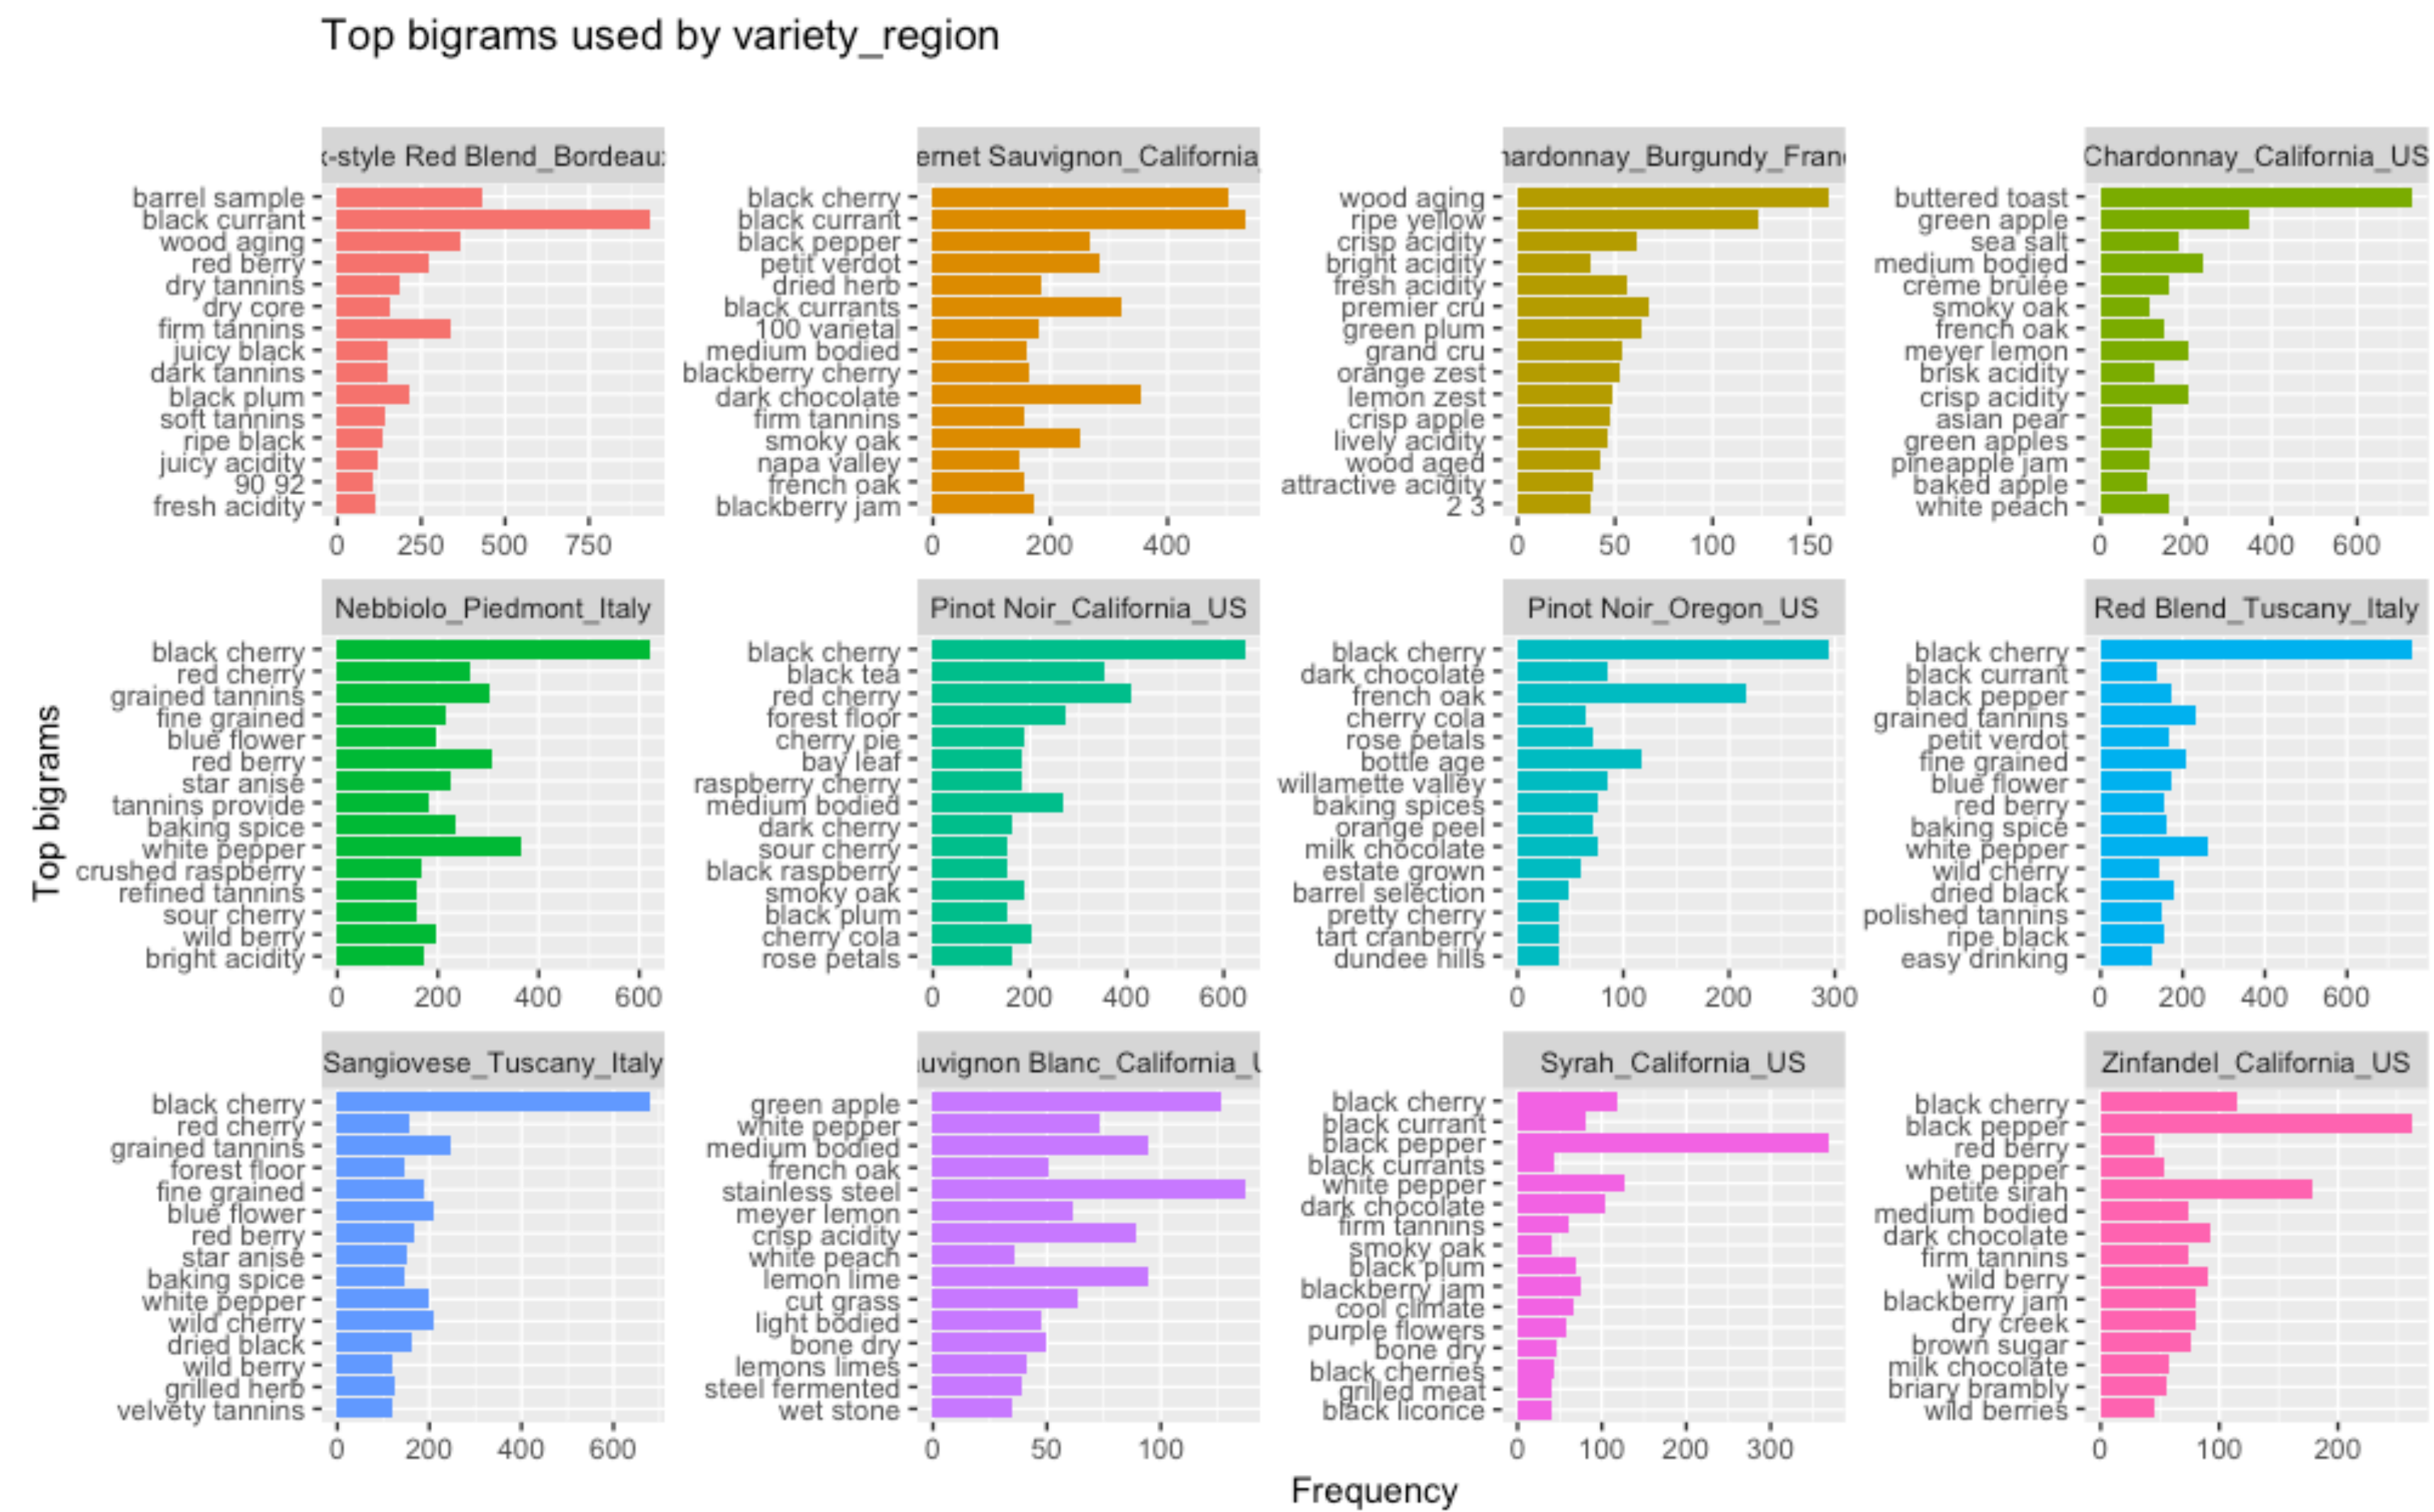 Top bigrams used by variety_region
x-style Red Blend_Bordeaux
barrel sample
black currant
wood aging
red berry
dry tannins
dry core
firm tannins
juicy black
dark tannins
black plum
soft tannins
ripe black
juicy acidity
90 92
fresh acidity
0 250 500 750
ernet Sauvignon_California_
black cherry
black currant
black pepper
petit verdot
dried herb
black currants
100 varietal
medium bodied
blackberry cherry
dark chocolate
firm tannins
smoky oak
napa valley
french oak
blackberry jam
0 200 400
hardonnay_Burgundy_Franc
wood aging
ripe yellow
crisp acidity
bright acidity
fresh acidity
premier cru
green plum
grand cru
orange zest
lemon zest
crisp apple
lively acidity
wood aged
attractive acidity
2 3
0 50 100 150
Chardonnay_California_US
buttered toast
green apple
sea salt
medium bodied
crème brûlée
smoky oak
french oak
meyer lemon
brisk acidity
crisp acidity
asian pear
green apples
pineapple jam
baked apple
white peach
0 200 400 600
Top bigrams
Nebbiolo_Piedmont_Italy
black cherry
red cherry
grained tannins
fine grained
blue flower
red berry
star anise
tannins provide
baking spice
white pepper
crushed raspberry
refined tannins
sour cherry
wild berry
bright acidity
0 200 400 600
Pinot Noir_California_US
black cherry
black tea
red cherry
forest floor
cherry pie
bay leaf
raspberry cherry
medium bodied
dark cherry
sour cherry
black raspberry
smoky oak
black plum
cherry cola
rose petals
0 200 400 600
Pinot Noir_Oregon_US
black cherry
dark chocolate
french oak
cherry cola
rose petals
bottle age
willamette valley
baking spices
orange peel
milk chocolate
estate grown
barrel selection
pretty cherry
tart cranberry
dundee hills
0 100 200 300
Red Blend_Tuscany_Italy
black cherry
black currant
black pepper
grained tannins
petit verdot
fine grained
blue flower
red berry
baking spice
white pepper
wild cherry
dried black
polished tannins
ripe black
easy drinking
0 200 400 600
Sangiovese_Tuscany_Italy
black cherry
red cherry
grained tannins
forest floor
fine grained
blue flower
red berry
star anise
baking spice
white pepper
wild cherry
dried black
wild berry
grilled herb
velvety tannins
0 200 400 600
auvignon Blanc_California_U
green apple
white pepper
medium bodied
french oak
stainless steel
meyer lemon
crisp acidity
white peach
lemon lime
cut grass
light bodied
bone dry
lemons limes
steel fermented
wet stone
0 50 100
Syrah_California_US
black cherry
black currant
black pepper
black currants
white pepper
dark chocolate
firm tannins
smoky oak
black plum
blackberry jam
cool climate
purple flowers
bone dry
black cherries
grilled meat
black licorice
0 100 200 300
Zinfandel_California_US
black cherry
black pepper
red berry
white pepper
petite sirah
medium bodied
dark chocolate
firm tannins
wild berry
blackberry jam
dry creek
brown sugar
milk chocolate
briary brambly
wild berries
0 100 200
Frequency